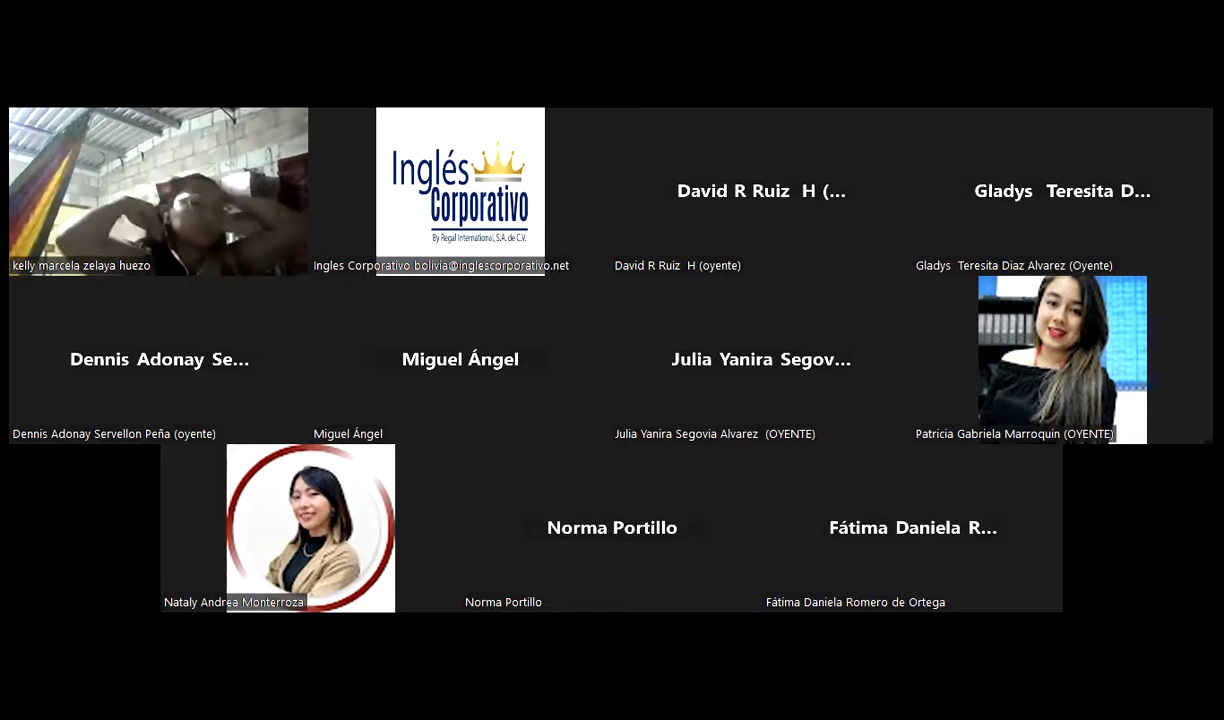 Inglés
Corporativo
By Regal International, S.A. de C.V.
David R Ruiz H (...
Gladys Teresita D...
kelly marcela zelaya huezo
Ingles Corporativo bolivia@inglescorporativo.net
David R Ruiz H (oyente)
Gladys Teresita Diaz Alvarez (Oyente)
Dennis Adonay Se...
Miguel Ángel
Julia Yanira Segov...
Dennis Adonay Servellon Peña (oyente)
Miguel Ángel
Julia Yanira Segovia Alvarez (OYENTE)
Patricia Gabriela Marroquin (OYENTE)
Norma Portillo
Fátima Daniela R...
Nataly Andrea Monterroza
Norma Portillo
Fátima Daniela Romero de Ortega